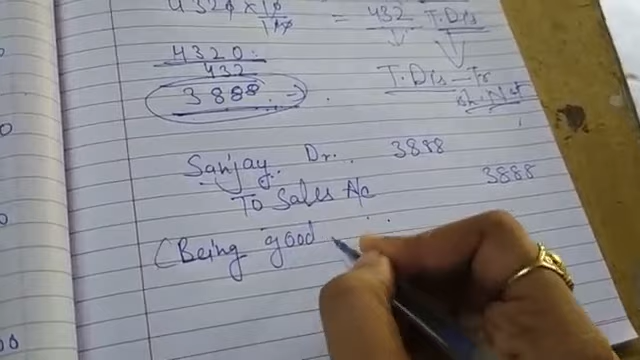 4320 × 10/100 = 432 T.Dis
4320
432
3888
T. Dis - Tr
Sanjay Dr. 3888
To Sales A/c 3888
(Being good